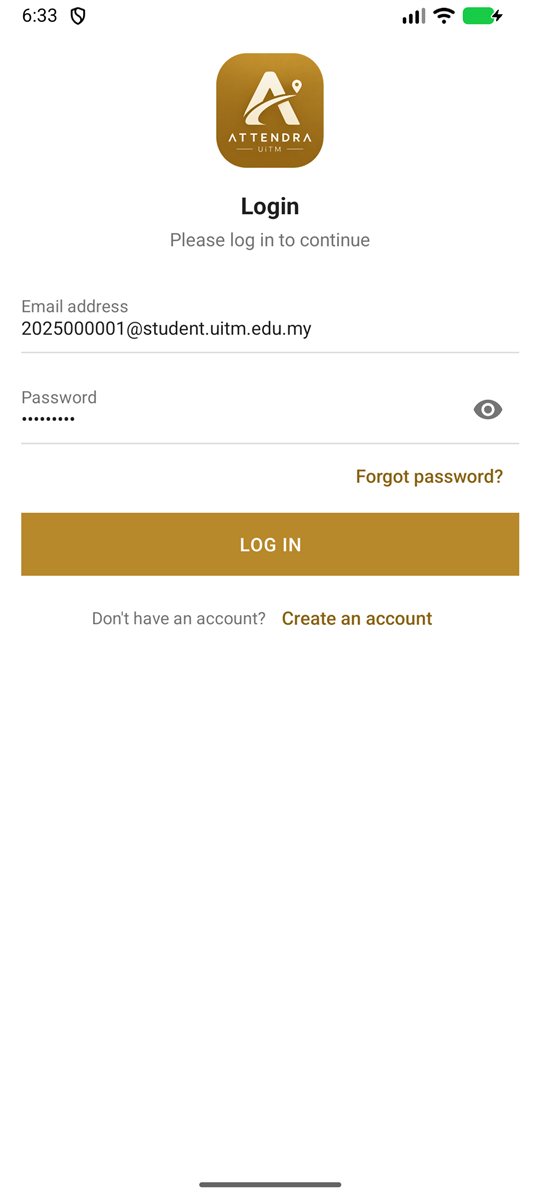 6:33
ATTENDRA
UiTM
Login
Please log in to continue
Email address
2025000001@student.uitm.edu.my
Password
•••••••••
Forgot password?
LOG IN
Don't have an account? Create an account